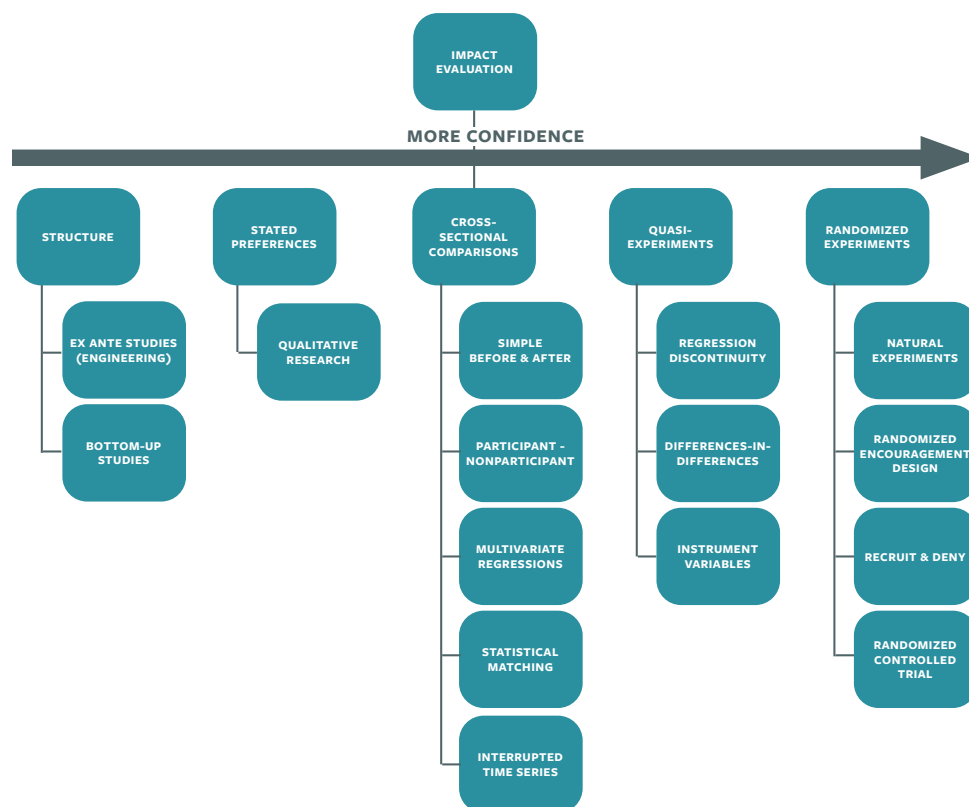 IMPACT
EVALUATION
MORE CONFIDENCE
STRUCTURE
EX ANTE STUDIES
(ENGINEERING)
BOTTOM-UP
STUDIES
STATED
PREFERENCES
QUALITATIVE
RESEARCH
CROSS-
SECTIONAL
COMPARISONS
SIMPLE
BEFORE & AFTER
PARTICIPANT -
NONPARTICIPANT
MULTIVARIATE
REGRESSIONS
STATISTICAL
MATCHING
INTERRUPTED
TIME SERIES
QUASI-
EXPERIMENTS
REGRESSION
DISCONTINUITY
DIFFERENCES-IN-
DIFFERENCES
INSTRUMENT
VARIABLES
RANDOMIZED
EXPERIMENTS
NATURAL
EXPERIMENTS
RANDOMIZED
ENCOURAGEMENT
DESIGN
RECRUIT & DENY
RANDOMIZED
CONTROLLED
TRIAL